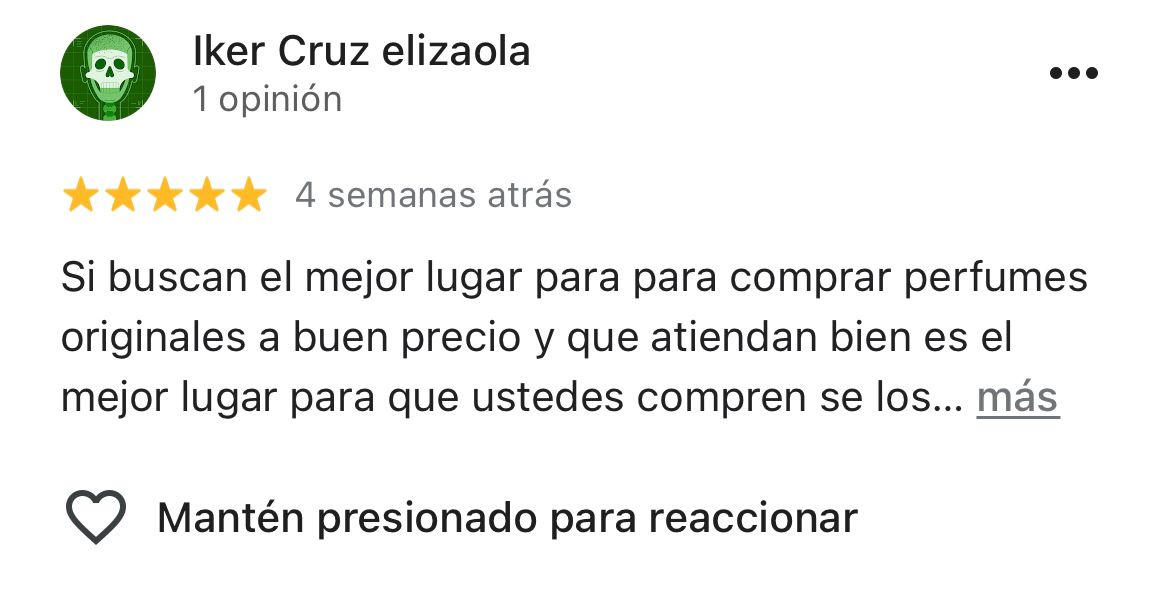 Iker Cruz elizaola
1 opinión
4 semanas atrás
Si buscan el mejor lugar para para comprar perfumes
originales a buen precio y que atiendan bien es el
mejor lugar para que ustedes compren se los... más
Mantén presionado para reaccionar